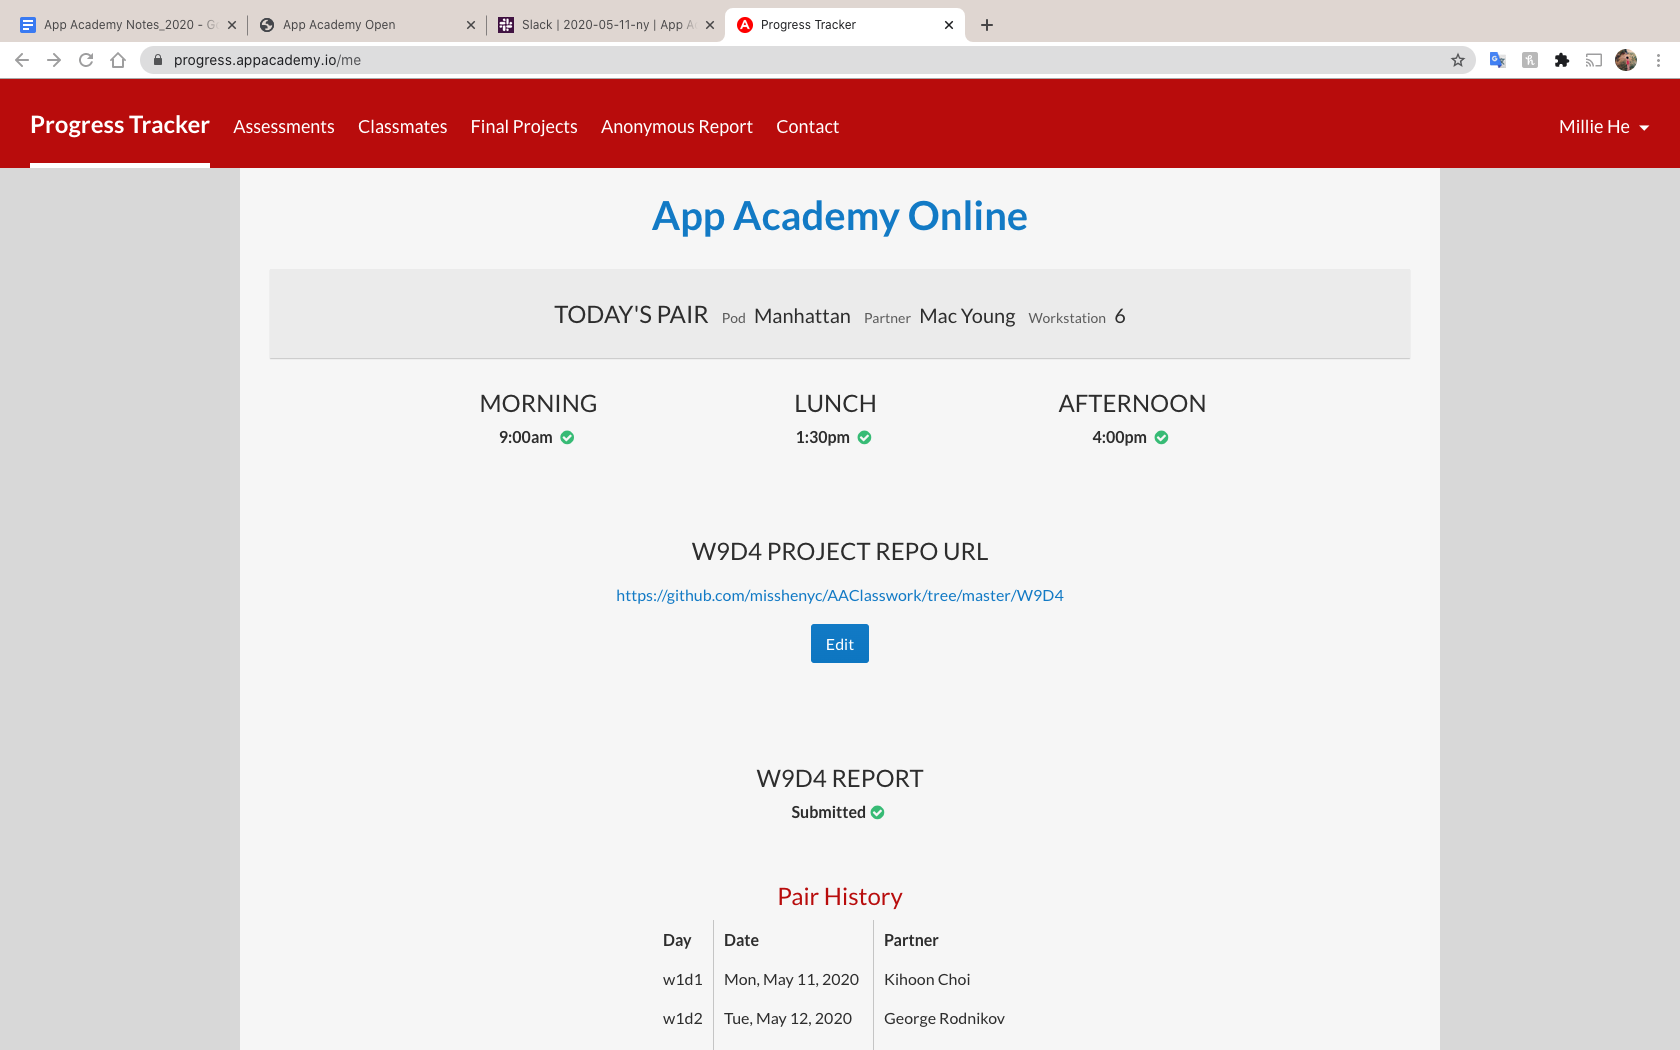 App Academy Notes_2020 - G
App Academy Open
Slack | 2020-05-11-ny | App A
Progress Tracker
progress.appacademy.io/me
Progress Tracker
Assessments
Classmates
Final Projects
Anonymous Report
Contact
Millie He
App Academy Online
TODAY'S PAIR Pod Manhattan Partner Mac Young Workstation 6
MORNING
9:00am
LUNCH
1:30pm
AFTERNOON
4:00pm
W9D4 PROJECT REPO URL
https://github.com/misshenyc/AAClasswork/tree/master/W9D4
Edit
W9D4 REPORT
Submitted
Pair History
Day Date Partner
w1d1 Mon, May 11, 2020 Kihoon Choi
w1d2 Tue, May 12, 2020 George Rodnikov